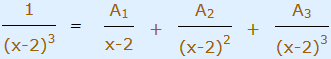 1/(x-2)³ = A₁/x-2 + A₂/(x-2)² + A₃/(x-2)³